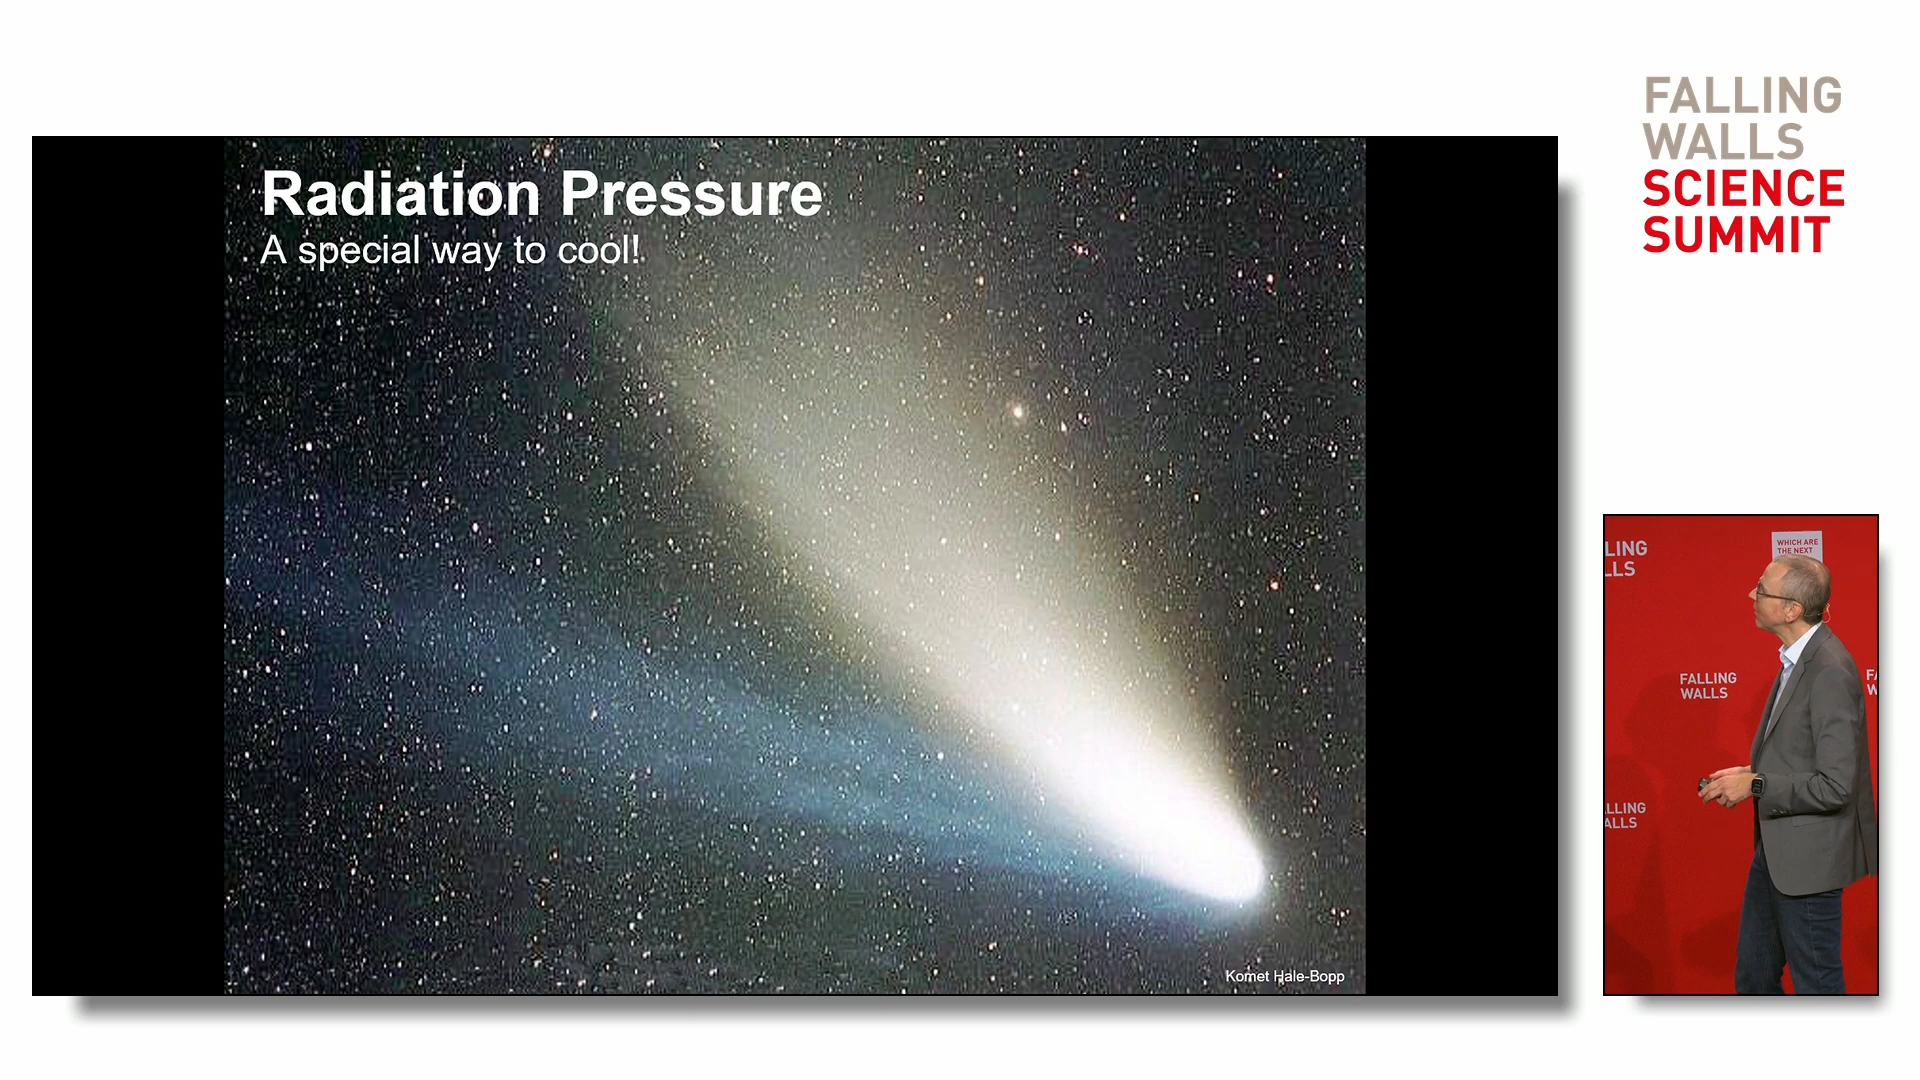 Radiation Pressure
A special way to cool!
Komet Hale-Bopp
FALLING
WALLS
SCIENCE
SUMMIT
LING
LLS
WHICH ARE
THE NEXT
FALLING
WALLS
F
W
LLING
ALLS